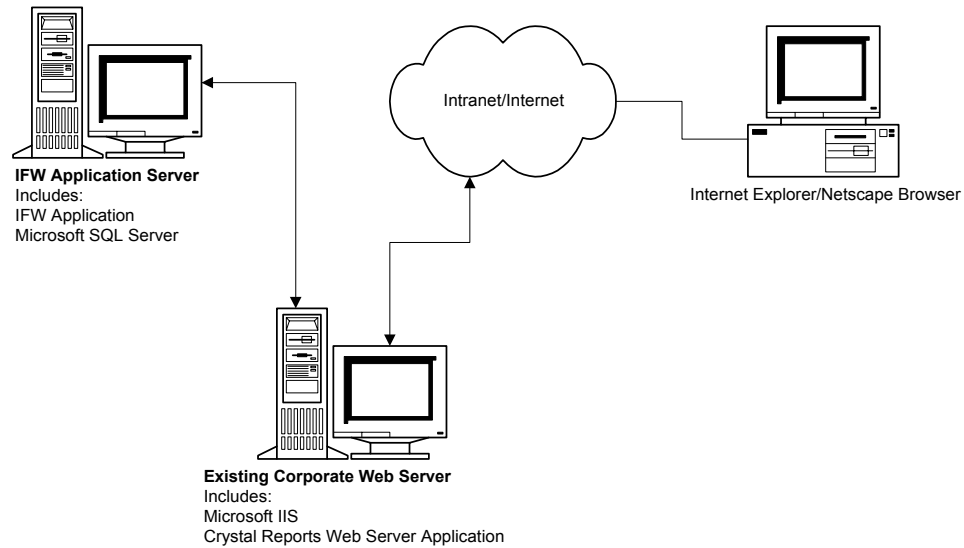 Intranet/Internet
IFW Application Server
Includes:
IFW Application
Microsoft SQL Server
Internet Explorer/Netscape Browser
Existing Corporate Web Server
Includes:
Microsoft IIS
Crystal Reports Web Server Application